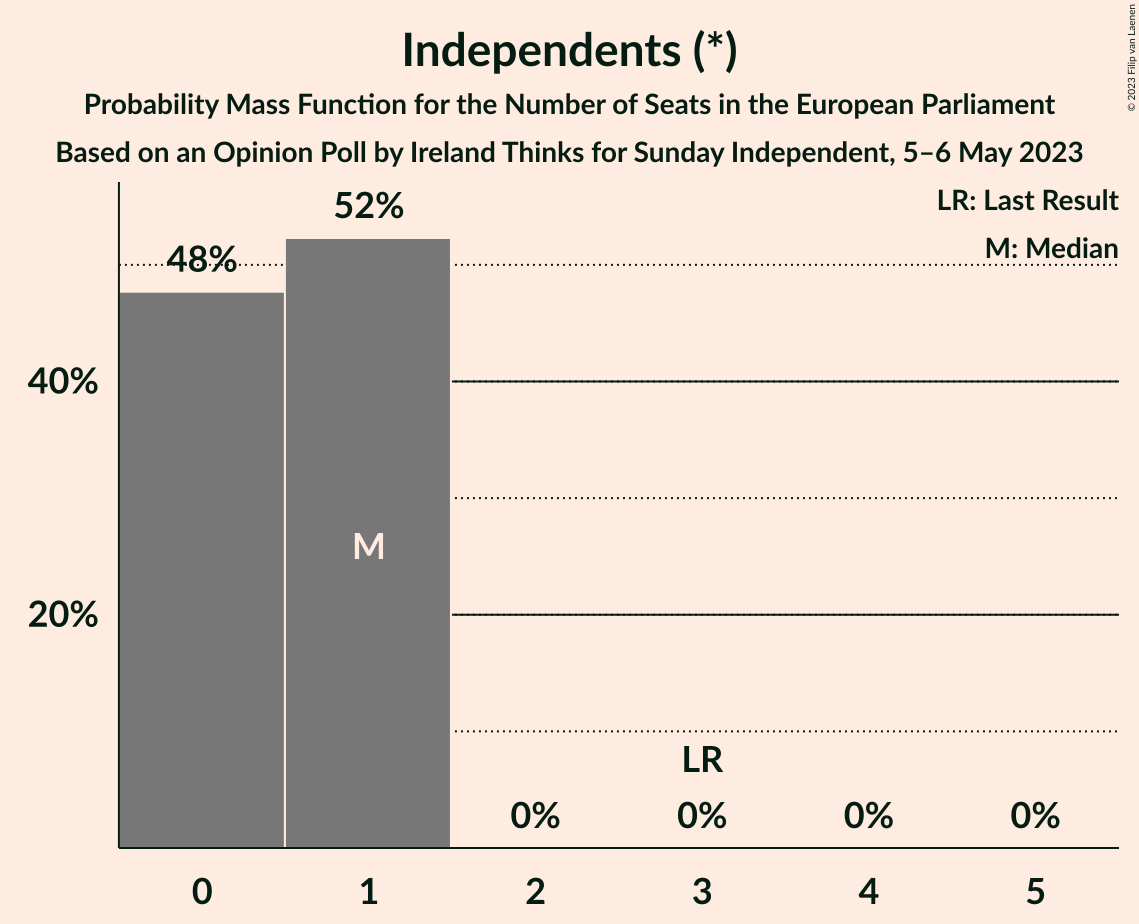 Independents (*)
Probability Mass Function for the Number of Seats in the European Parliament
Based on an Opinion Poll by Ireland Thinks for Sunday Independent, 5–6 May 2023
© 2023 Filip van Laenen
LR: Last Result
M: Median
52%
48%
40%
20%
M
LR
0% 0% 0% 0%
0 1 2 3 4 5